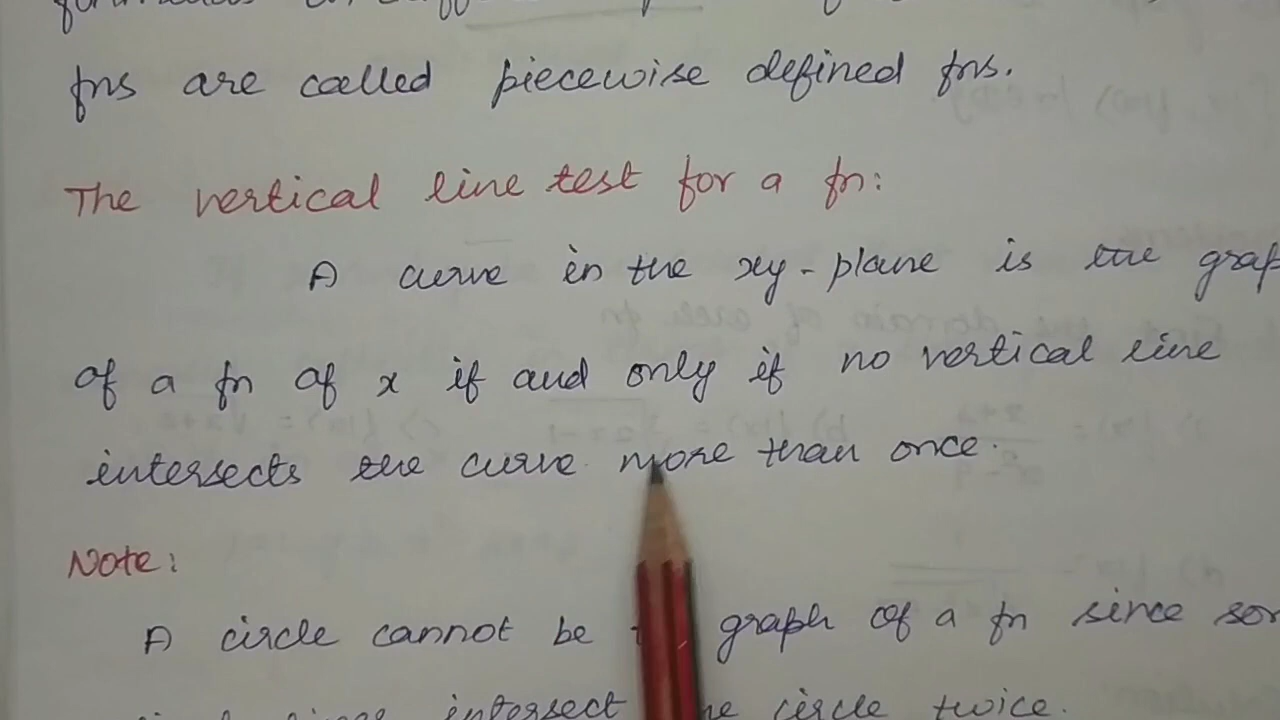 fns are called piecewise defined fns.
The vertical line test for a fn:
A curve in the xy-plane is the grap
of a fn of x if and only if no vertical line
intersects the curve more than once.
Note:
A circle cannot be graph of a fn since som
intersect circle twice.